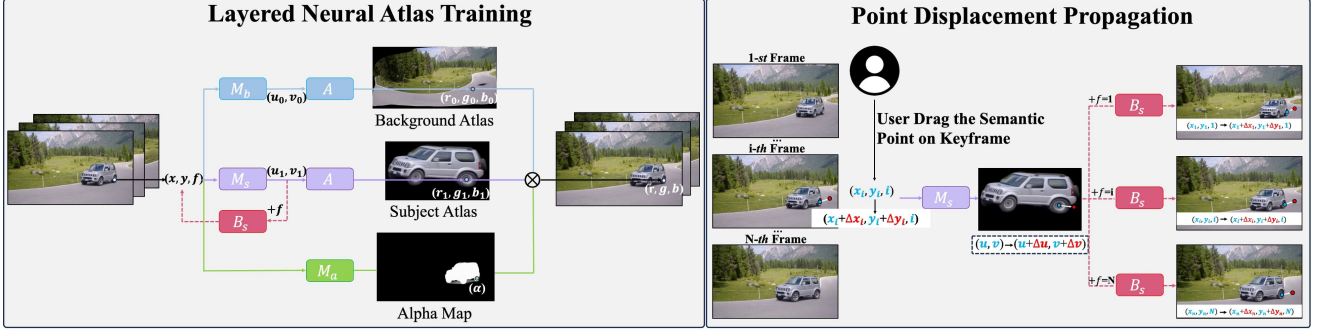 Layered Neural Atlas Training
M_b
(u_0, v_0)
A
(r_0, g_0, b_0)
Background Atlas
(x, y, f)
M_s
(u_1, v_1)
A
(r_1, g_1, b_1)
Subject Atlas
+f
B_s
M_a
(α)
Alpha Map
⊗
(r, g, b)
Point Displacement Propagation
1-st Frame
...
i-th Frame
...
N-th Frame
User Drag the Semantic
Point on Keyframe
(x_i, y_i, i)
(x_i+Δx_i, y_i+Δy_i, i)
M_s
(u, v)→(u+Δu, v+Δv)
+f=1
B_s
(x_1, y_1, 1) → (x_1+Δx_1, y_1+Δy_1, 1)
+f=i
B_s
(x_i, y_i, i) → (x_i+Δx_i, y_i+Δy_i, i)
+f=N
B_s
(x_n, y_n, N) → (x_n+Δx_n, y_n+Δy_n, N)